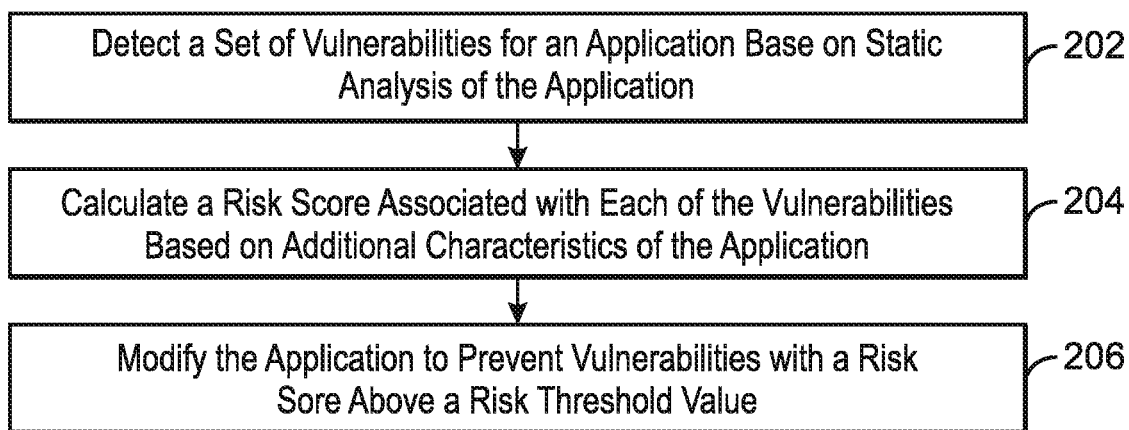 Detect a Set of Vulnerabilities for an Application Base on Static
Analysis of the Application
202
Calculate a Risk Score Associated with Each of the Vulnerabilities
Based on Additional Characteristics of the Application
204
Modify the Application to Prevent Vulnerabilities with a Risk
Sore Above a Risk Threshold Value
206